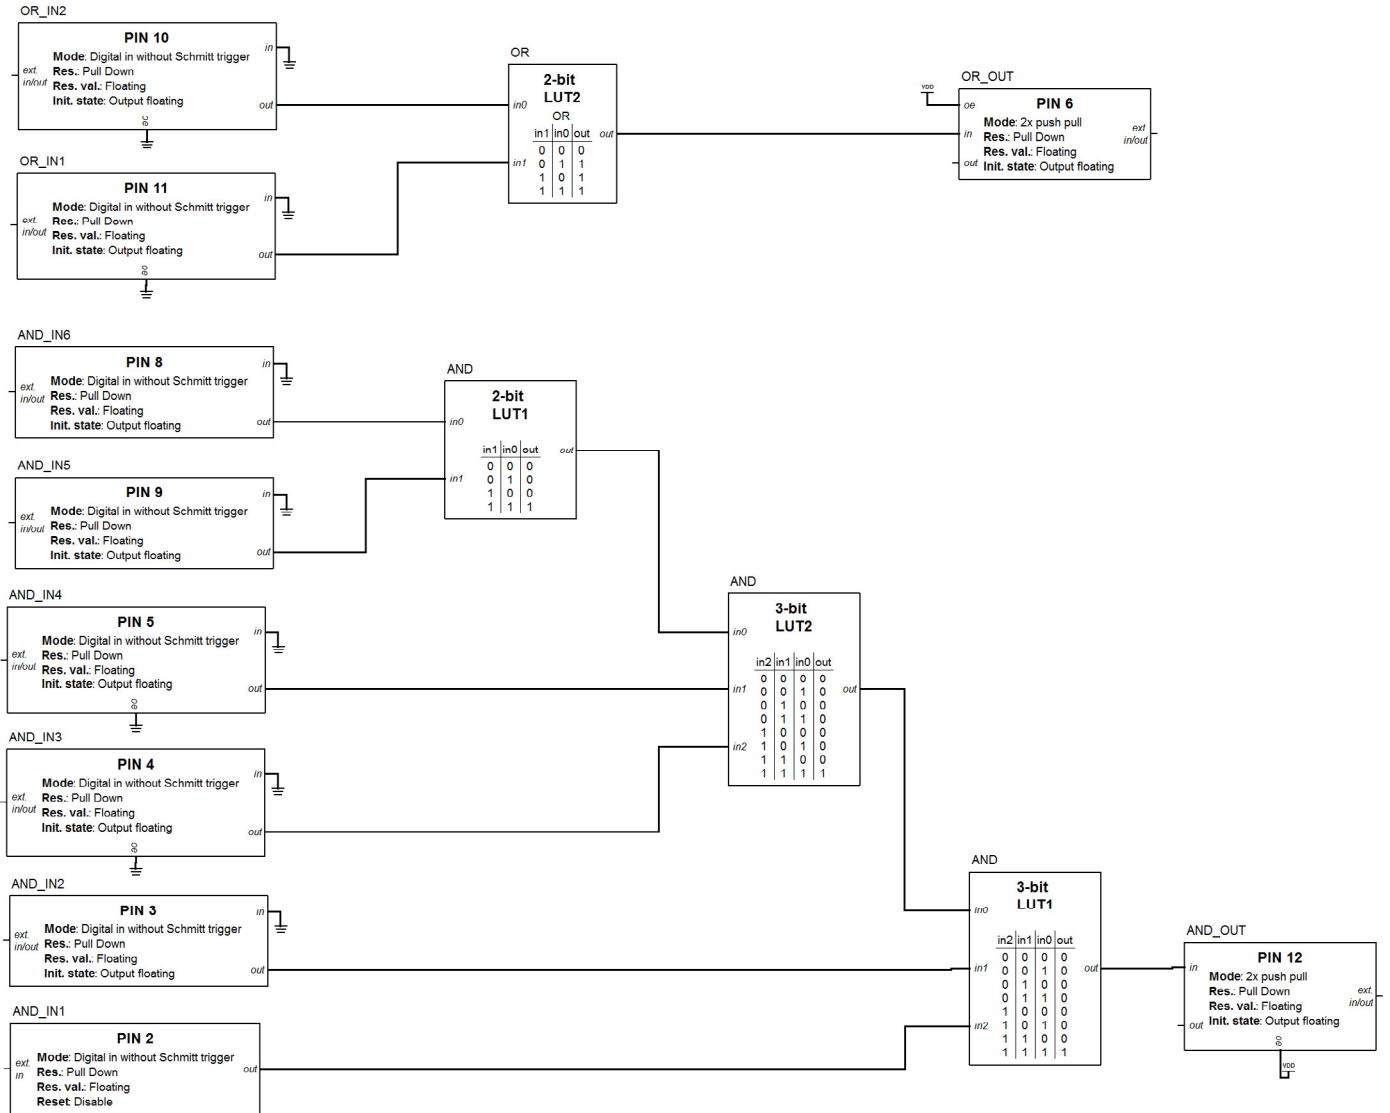 OR_IN2
PIN 10
Mode: Digital in without Schmitt trigger
Res.: Pull Down
Res. val.: Floating
Init. state: Output floating
ext.
in/out
in
out
oe
OR_IN1
PIN 11
Mode: Digital in without Schmitt trigger
Res.: Pull Down
Res. val.: Floating
Init. state: Output floating
ext.
in/out
in
out
oe
OR
2-bit
LUT2
OR
in0
in1
out
in1 in0 out
0 0 0
0 1 1
1 0 1
1 1 1
OR_OUT
VDD
PIN 6
Mode: 2x push pull
Res.: Pull Down
Res. val.: Floating
Init. state: Output floating
oe
in
out
ext
in/out
AND_IN6
PIN 8
Mode: Digital in without Schmitt trigger
Res.: Pull Down
Res. val.: Floating
Init. state: Output floating
ext.
in/out
in
out
AND_IN5
PIN 9
Mode: Digital in without Schmitt trigger
Res.: Pull Down
Res. val.: Floating
Init. state: Output floating
ext.
in/out
in
out
AND
2-bit
LUT1
in0
in1
out
in1 in0 out
0 0 0
0 1 0
1 0 0
1 1 1
AND_IN4
PIN 5
Mode: Digital in without Schmitt trigger
Res.: Pull Down
Res. val.: Floating
Init. state: Output floating
ext.
in/out
in
out
oe
AND_IN3
PIN 4
Mode: Digital in without Schmitt trigger
Res.: Pull Down
Res. val.: Floating
Init. state: Output floating
ext.
in/out
in
out
oe
AND
3-bit
LUT2
in0
in1
in2
out
in2 in1 in0 out
0 0 0 0
0 0 1 0
0 1 0 0
0 1 1 0
1 0 0 0
1 0 1 0
1 1 0 0
1 1 1 1
AND_IN2
PIN 3
Mode: Digital in without Schmitt trigger
Res.: Pull Down
Res. val.: Floating
Init. state: Output floating
ext.
in/out
in
out
AND_IN1
PIN 2
Mode: Digital in without Schmitt trigger
Res.: Pull Down
Res. val.: Floating
Reset: Disable
ext.
in
out
AND
3-bit
LUT1
in0
in1
in2
out
in2 in1 in0 out
0 0 0 0
0 0 1 0
0 1 0 0
0 1 1 0
1 0 0 0
1 0 1 0
1 1 0 0
1 1 1 1
AND_OUT
PIN 12
Mode: 2x push pull
Res.: Pull Down
Res. val.: Floating
Init. state: Output floating
in
out
ext.
in/out
oe
VDD